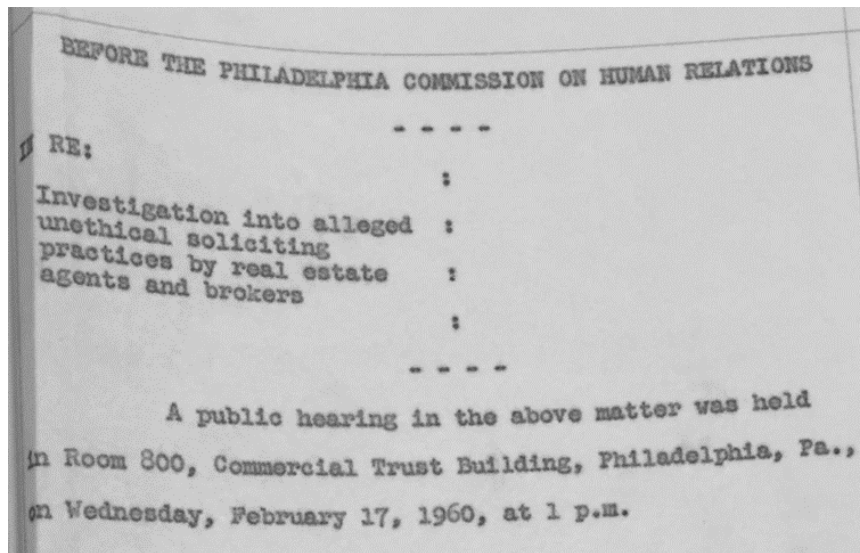 BEFORE THE PHILADELPHIA COMMISSION ON HUMAN RELATIONS
- - - -
IN RE:
:
Investigation into alleged :
unethical soliciting
practices by real estate :
agents and brokers
:
- - - -
A public hearing in the above matter was held
in Room 800, Commercial Trust Building, Philadelphia, Pa.,
on Wednesday, February 17, 1960, at 1 p.m.